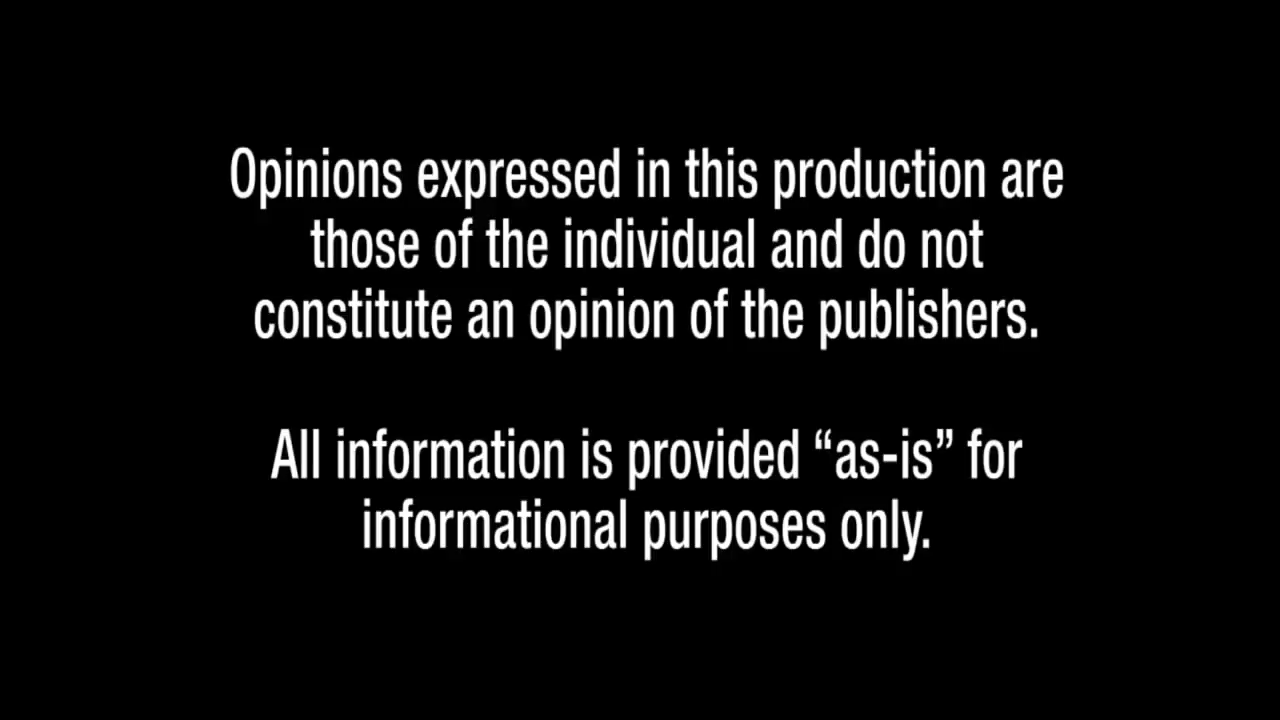 Opinions expressed in this production are
those of the individual and do not
constitute an opinion of the publishers.
All information is provided “as-is” for
informational purposes only.